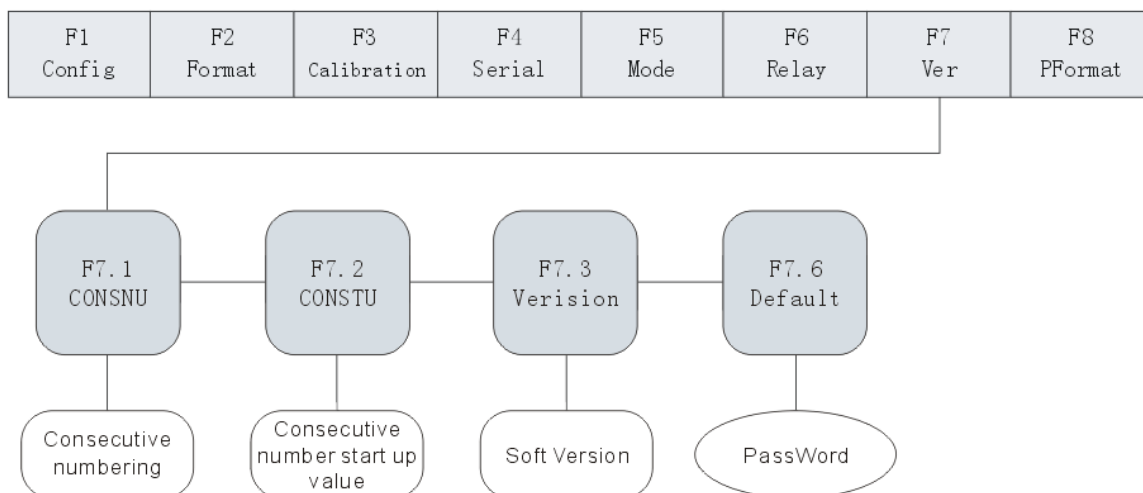 F1 F2 F3 F4 F5 F6 F7 F8
Config Format Calibration Serial Mode Relay Ver PFormat
F7.1 F7.2 F7.3 F7.6
CONSNU CONSTU Verision Default
Consecutive
numbering
Consecutive
number start up
value
Soft Version
PassWord